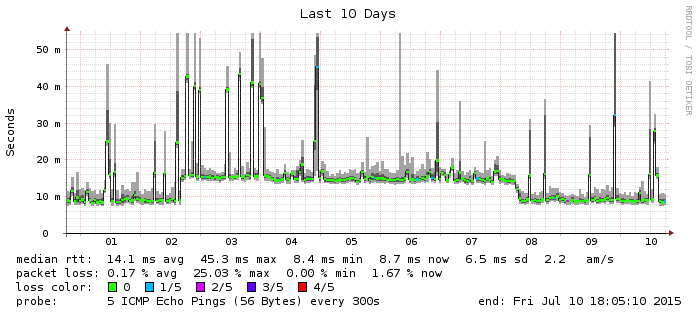 Last 10 Days
RRDTOOL / TOBI OETIKER
Seconds
50 m
40 m
30 m
20 m
10 m
0
01 02 03 04 05 06 07 08 09 10
median rtt: 14.1 ms avg 45.3 ms max 8.4 ms min 8.7 ms now 6.5 ms sd 2.2 am/s
packet loss: 0.17 % avg 25.03 % max 0.00 % min 1.67 % now
loss color: 0 1/5 2/5 3/5 4/5
probe: 5 ICMP Echo Pings (56 Bytes) every 300s end: Fri Jul 10 18:05:10 2015